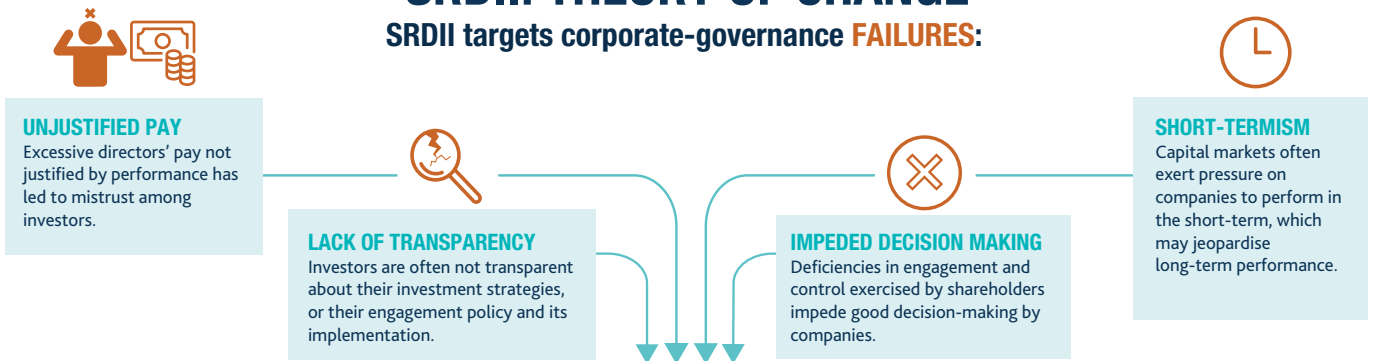 SRDII: THEORY OF CHANGE
SRDII targets corporate-governance FAILURES:
UNJUSTIFIED PAY
Excessive directors’ pay not
justified by performance has
led to mistrust among
investors.
LACK OF TRANSPARENCY
Investors are often not transparent
about their investment strategies,
or their engagement policy and its
implementation.
IMPEDED DECISION MAKING
Deficiencies in engagement and
control exercised by shareholders
impede good decision-making by
companies.
SHORT-TERMISM
Capital markets often
exert pressure on
companies to perform in
the short-term, which
may jeopardise
long-term performance.